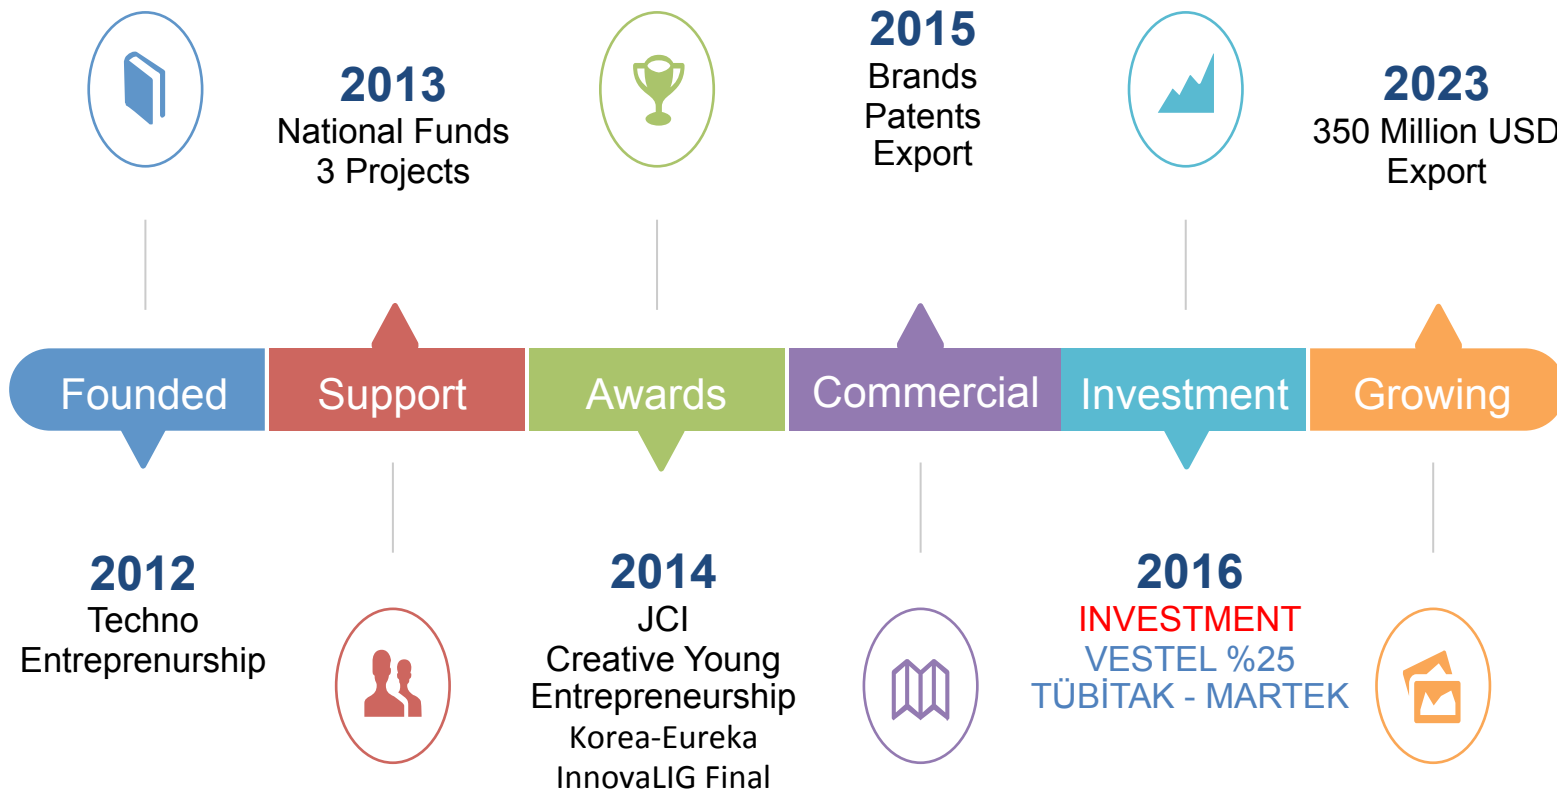 2013
National Funds
3 Projects
2015
Brands
Patents
Export
2023
350 Million USD
Export
Founded
Support
Awards
Commercial
Investment
Growing
2012
Techno
Entreprenurship
2014
JCI
Creative Young
Entrepreneurship
Korea-Eureka
InnovaLIG Final
2016
INVESTMENT
VESTEL %25
TÜBİTAK - MARTEK